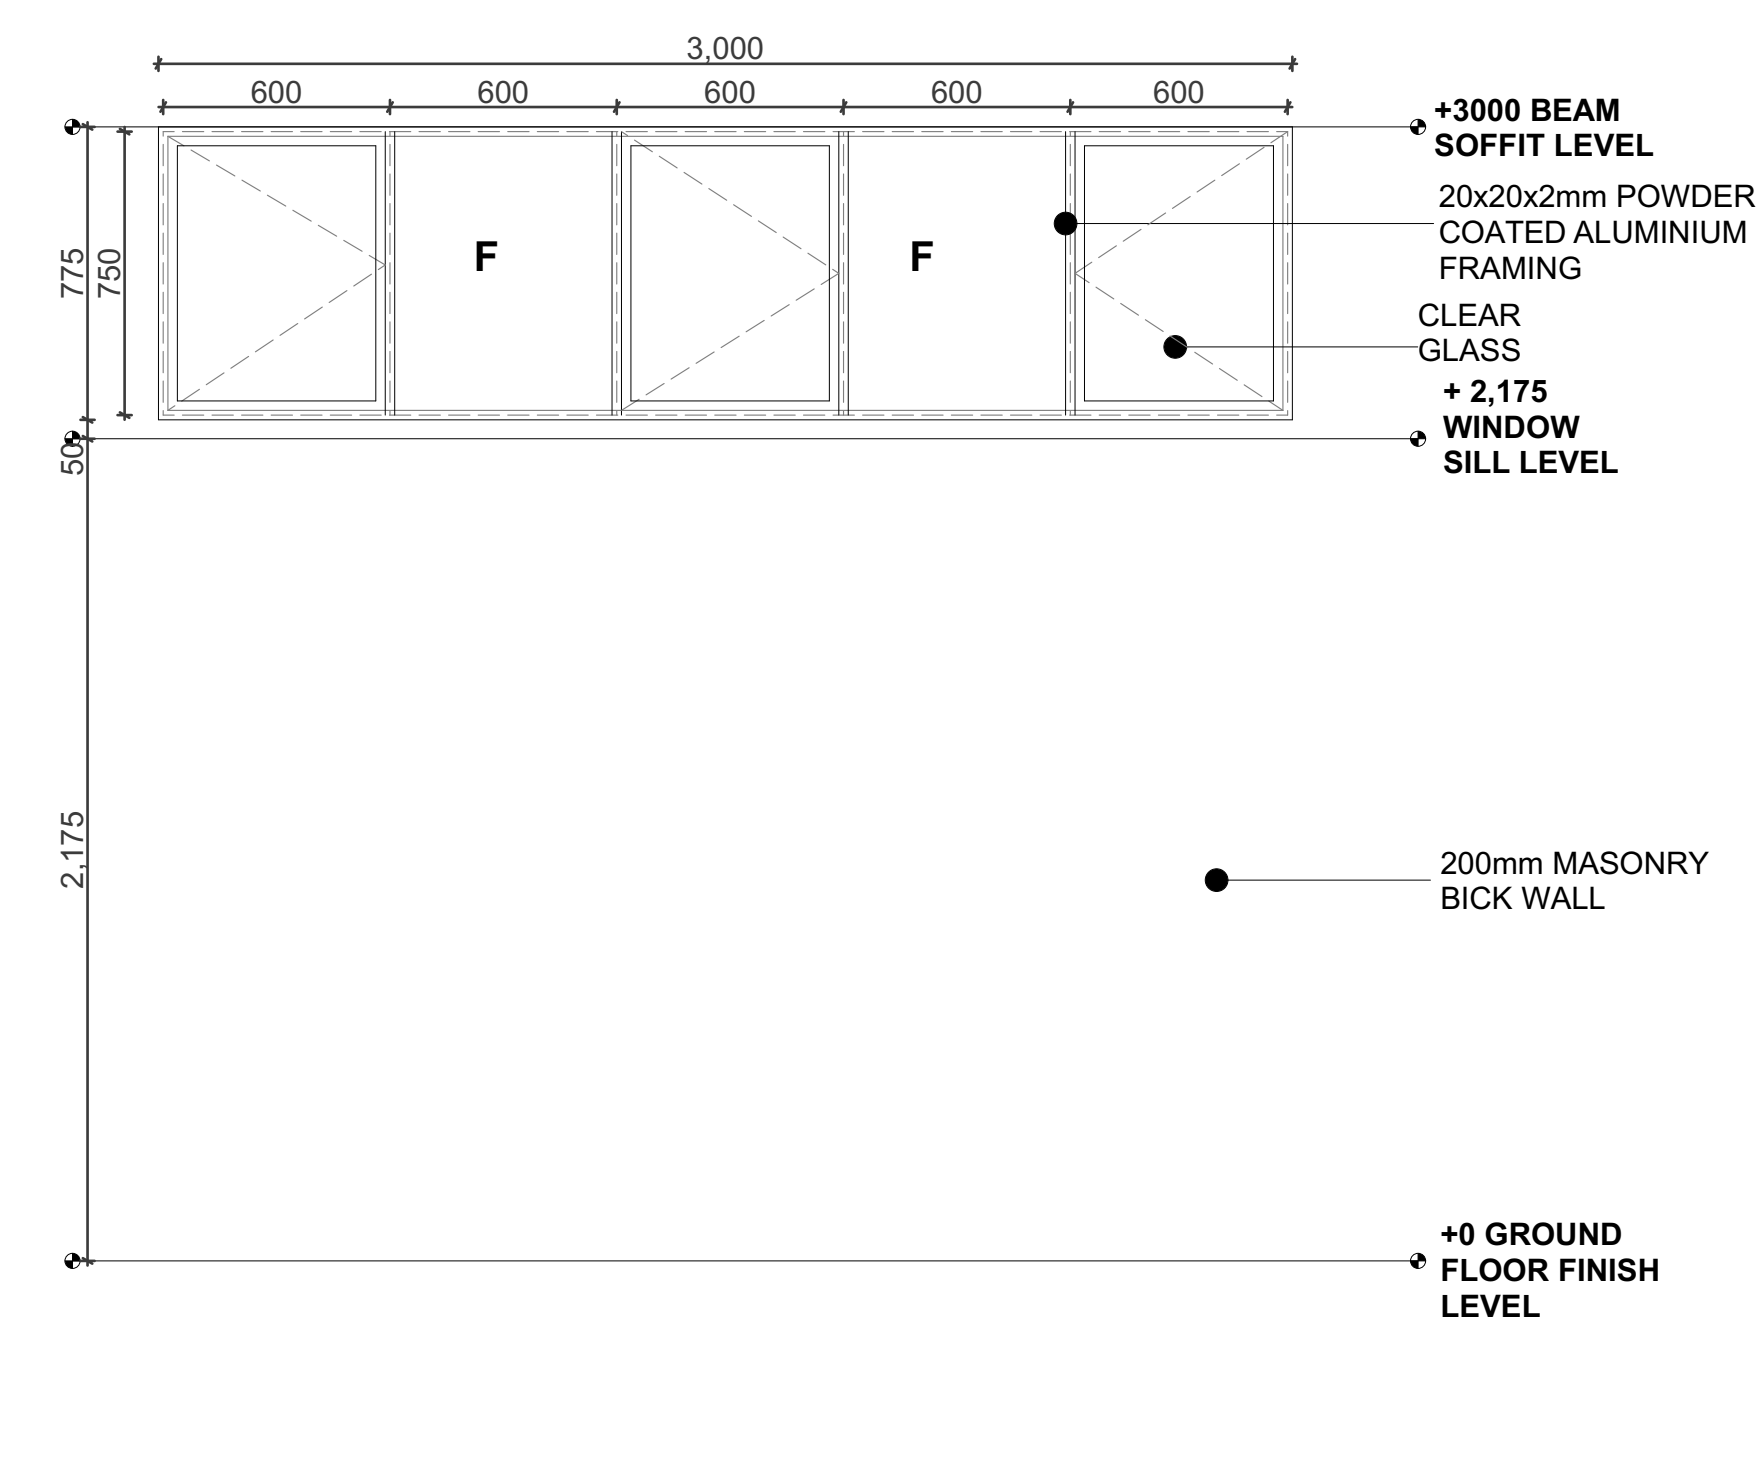 3,000
600 600 600 600 600
+3000 BEAM
SOFFIT LEVEL
20x20x2mm POWDER
COATED ALUMINIUM
FRAMING
775
750
F F
CLEAR
GLASS
+ 2,175
WINDOW
SILL LEVEL
50
2,175
200mm MASONRY
BICK WALL
+0 GROUND
FLOOR FINISH
LEVEL